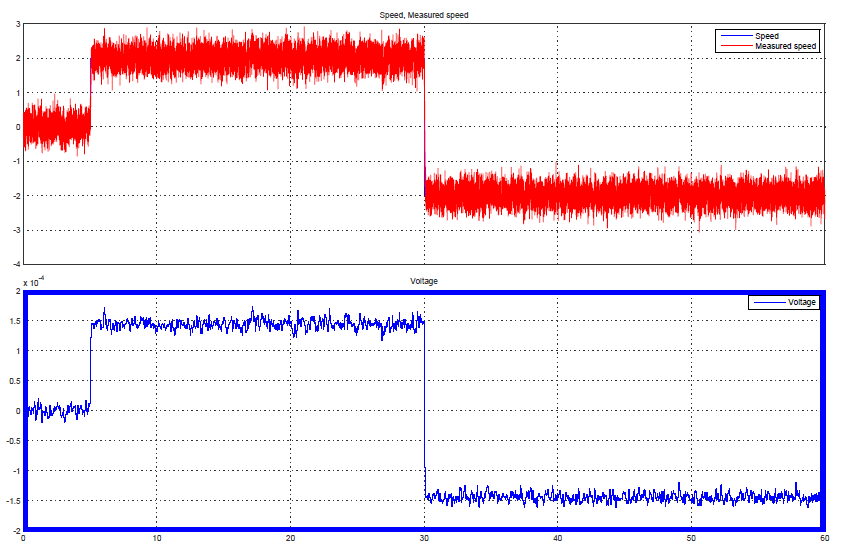 Speed, Measured speed
3
Speed
Measured speed
2
1
0
-1
-2
-3
-4
x 10^-4
Voltage
2
Voltage
1.5
1
0.5
0
-0.5
-1
-1.5
-2
0 10 20 30 40 50 60